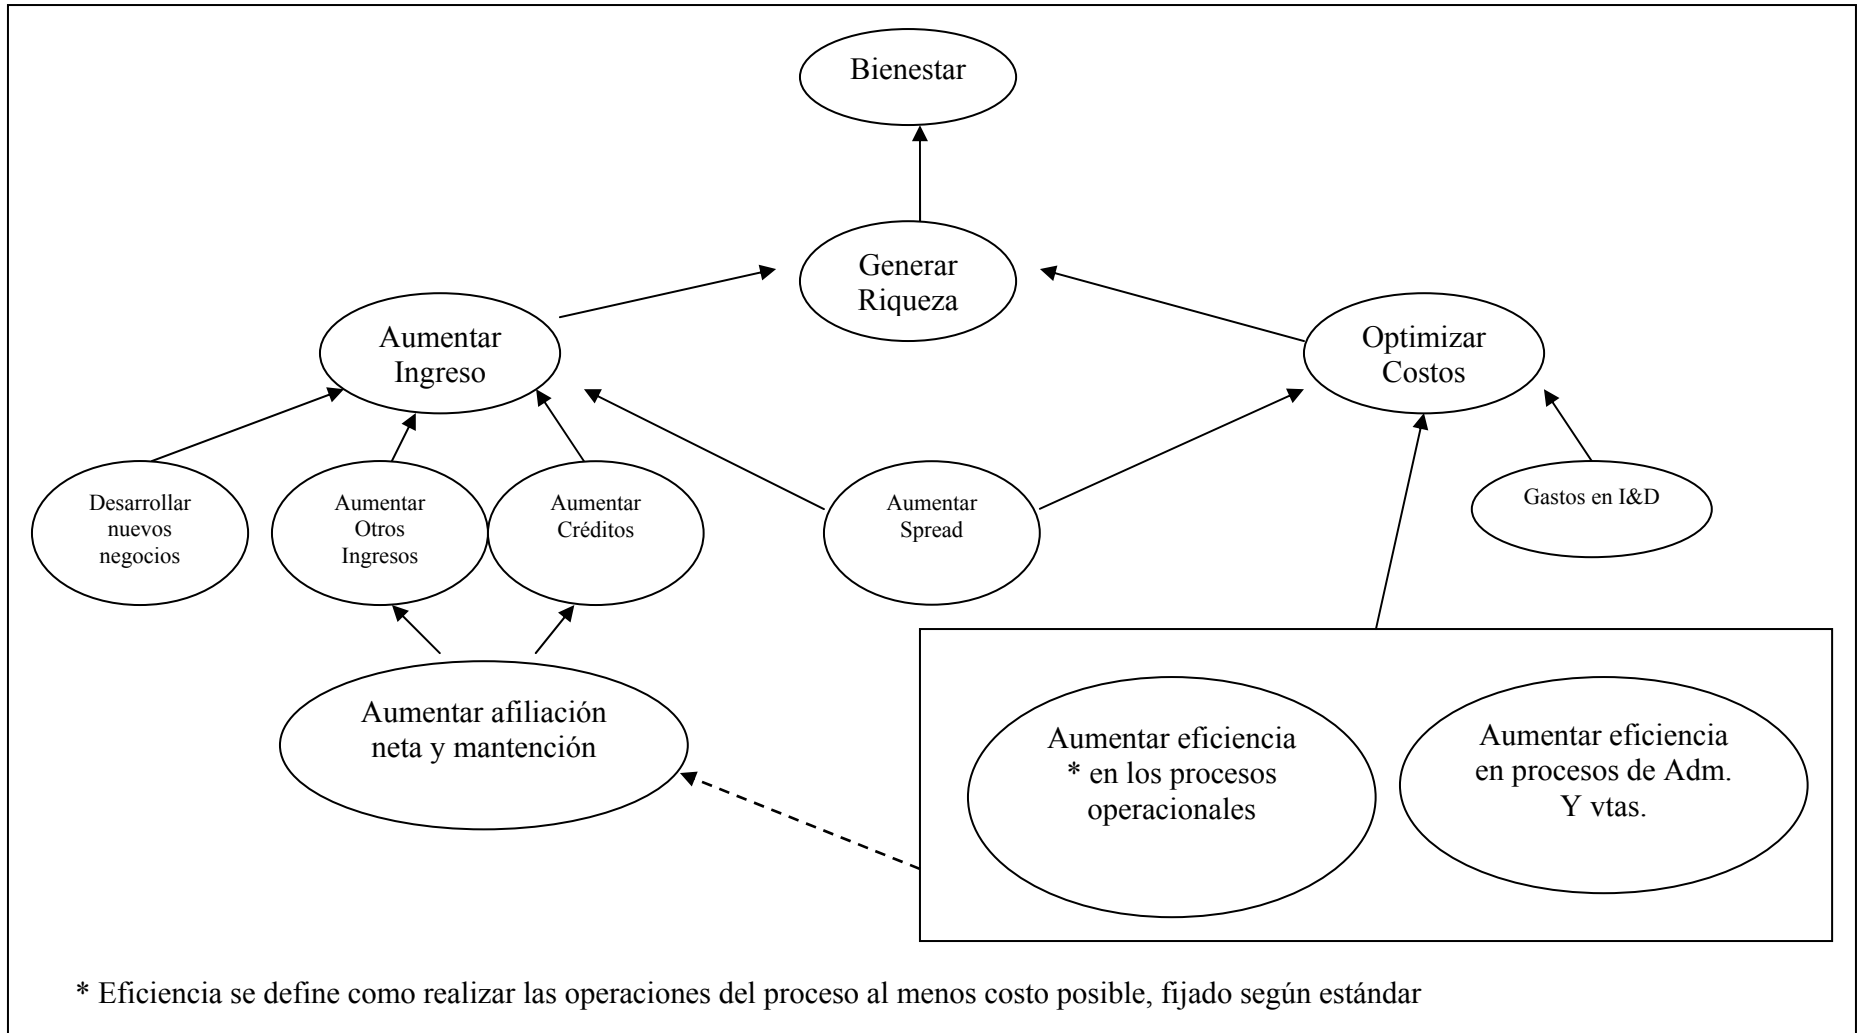 Bienestar
Generar
Riqueza
Aumentar
Ingreso
Optimizar
Costos
Desarrollar
nuevos
negocios
Aumentar
Otros
Ingresos
Aumentar
Créditos
Aumentar
Spread
Gastos en I&D
Aumentar afiliación
neta y mantención
Aumentar eficiencia
* en los procesos
operacionales
Aumentar eficiencia
en procesos de Adm.
Y vtas.
* Eficiencia se define como realizar las operaciones del proceso al menos costo posible, fijado según estándar